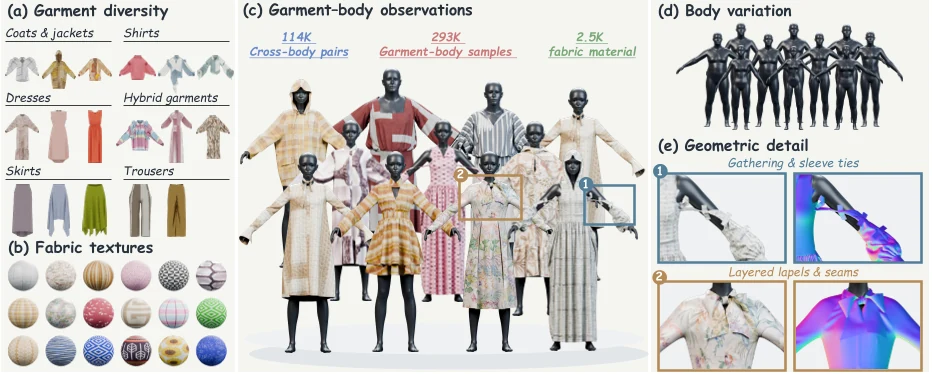 (a) Garment diversity
Coats & jackets
Shirts
Dresses
Hybrid garments
Skirts
Trousers
(b) Fabric textures
(c) Garment–body observations
114K
Cross-body pairs
293K
Garment-body samples
2.5K
fabric material
2
1
(d) Body variation
(e) Geometric detail
Gathering & sleeve ties
1
Layered lapels & seams
2